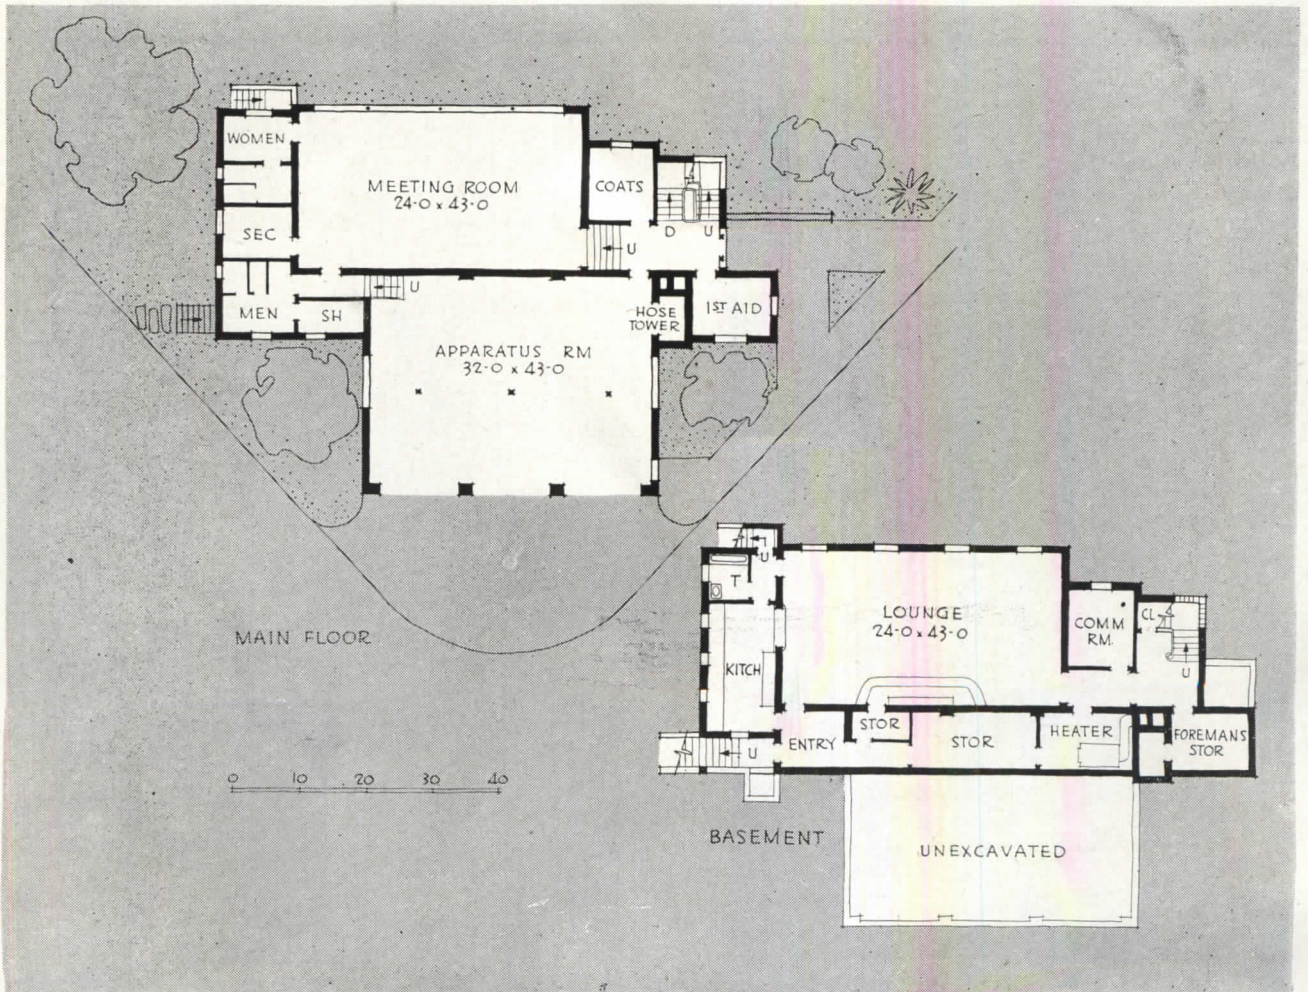 WOMEN
MEETING ROOM
24-0 x 43-0
COATS
SEC
D U
U
U
MEN
SH
HOSE
TOWER
1ST AID
APPARATUS RM
32-0 x 43-0
MAIN FLOOR
U
T
LOUNGE
24-0 x 43-0
COMM
RM.
CL
U
KITCH
ENTRY
STOR
STOR
HEATER
FOREMANS
STOR
U
0 10 20 30 40
BASEMENT
UNEXCAVATED